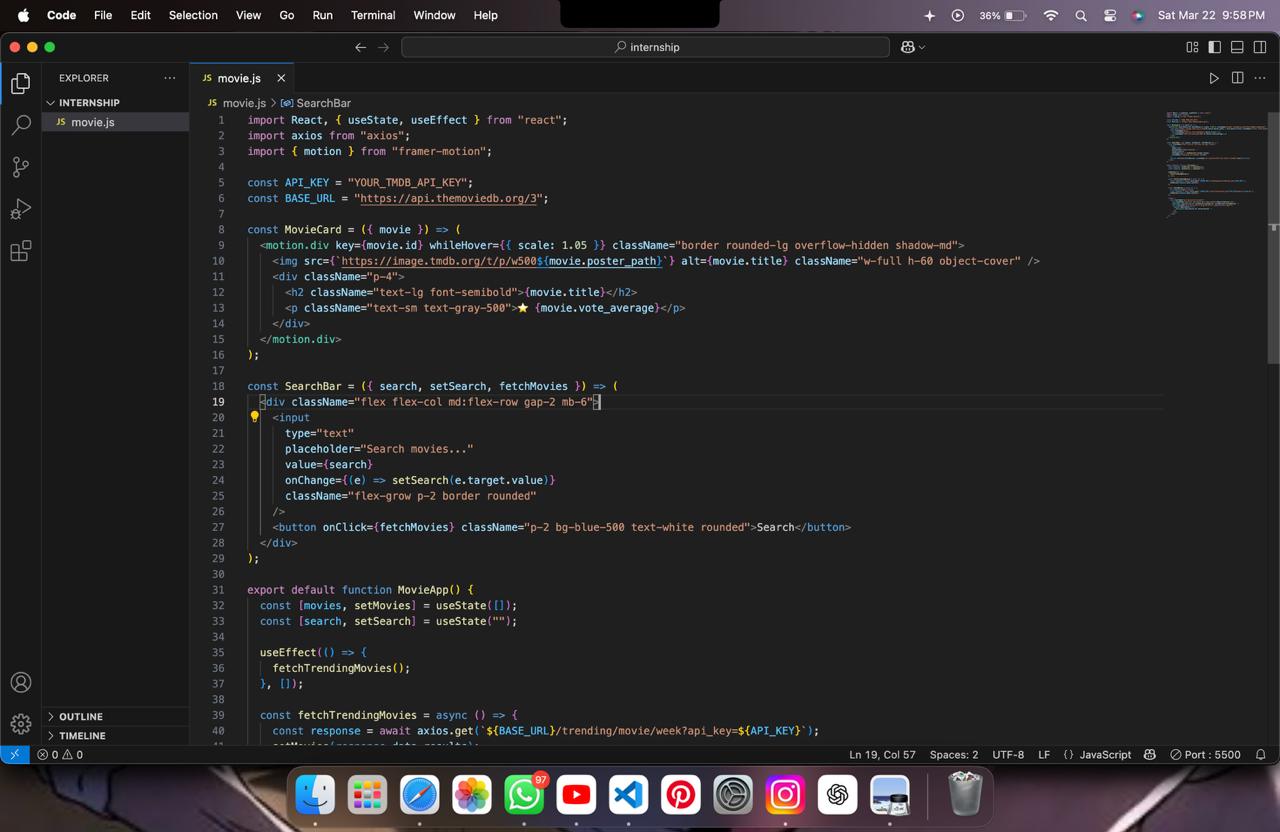 Code File Edit Selection View Go Run Terminal Window Help 36% Sat Mar 22 9:58 PM
internship
EXPLORER ···
INTERNSHIP
JS movie.js
OUTLINE
TIMELINE
JS movie.js
JS movie.js > SearchBar
1 import React, { useState, useEffect } from "react";
2 import axios from "axios";
3 import { motion } from "framer-motion";
4
5 const API_KEY = "YOUR_TMDB_API_KEY";
6 const BASE_URL = "https://api.themoviedb.org/3";
7
8 const MovieCard = ({ movie }) => (
9 <motion.div key={movie.id} whileHover={{ scale: 1.05 }} className="border rounded-lg overflow-hidden shadow-md">
10 <img src={`https://image.tmdb.org/t/p/w500${movie.poster_path}`} alt={movie.title} className="w-full h-60 object-cover" />
11 <div className="p-4">
12 <h2 className="text-lg font-semibold">{movie.title}</h2>
13 <p className="text-sm text-gray-500">⭐ {movie.vote_average}</p>
14 </div>
15 </motion.div>
16 );
17
18 const SearchBar = ({ search, setSearch, fetchMovies }) => (
19 <div className="flex flex-col md:flex-row gap-2 mb-6">
20 <input
21 type="text"
22 placeholder="Search movies..."
23 value={search}
24 onChange={(e) => setSearch(e.target.value)}
25 className="flex-grow p-2 border rounded"
26 />
27 <button onClick={fetchMovies} className="p-2 bg-blue-500 text-white rounded">Search</button>
28 </div>
29 );
30
31 export default function MovieApp() {
32 const [movies, setMovies] = useState([]);
33 const [search, setSearch] = useState("");
34
35 useEffect(() => {
36 fetchTrendingMovies();
37 }, []);
38
39 const fetchTrendingMovies = async () => {
40 const response = await axios.get(`${BASE_URL}/trending/movie/week?api_key=${API_KEY}`);
0 0 Ln 19, Col 57 Spaces: 2 UTF-8 LF {} JavaScript Port : 5500
97